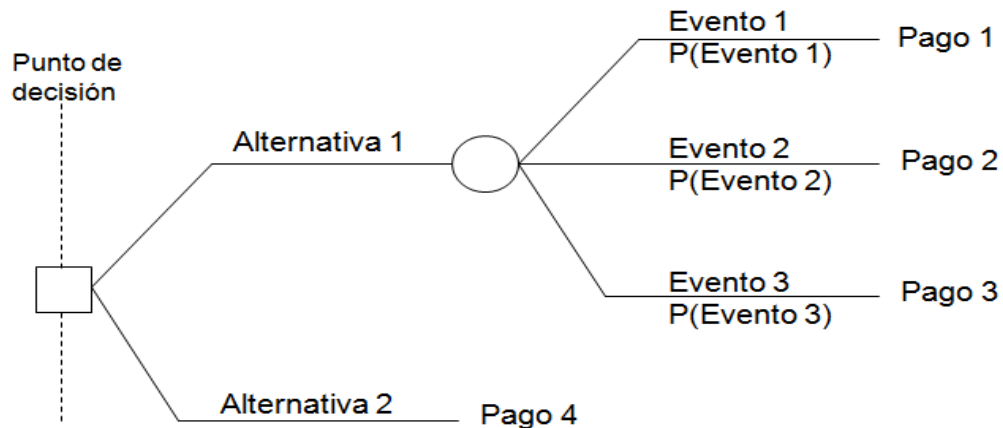 Punto de
decisión
Alternativa 1
Evento 1
P(Evento 1)
Pago 1
Evento 2
P(Evento 2)
Pago 2
Evento 3
P(Evento 3)
Pago 3
Alternativa 2
Pago 4